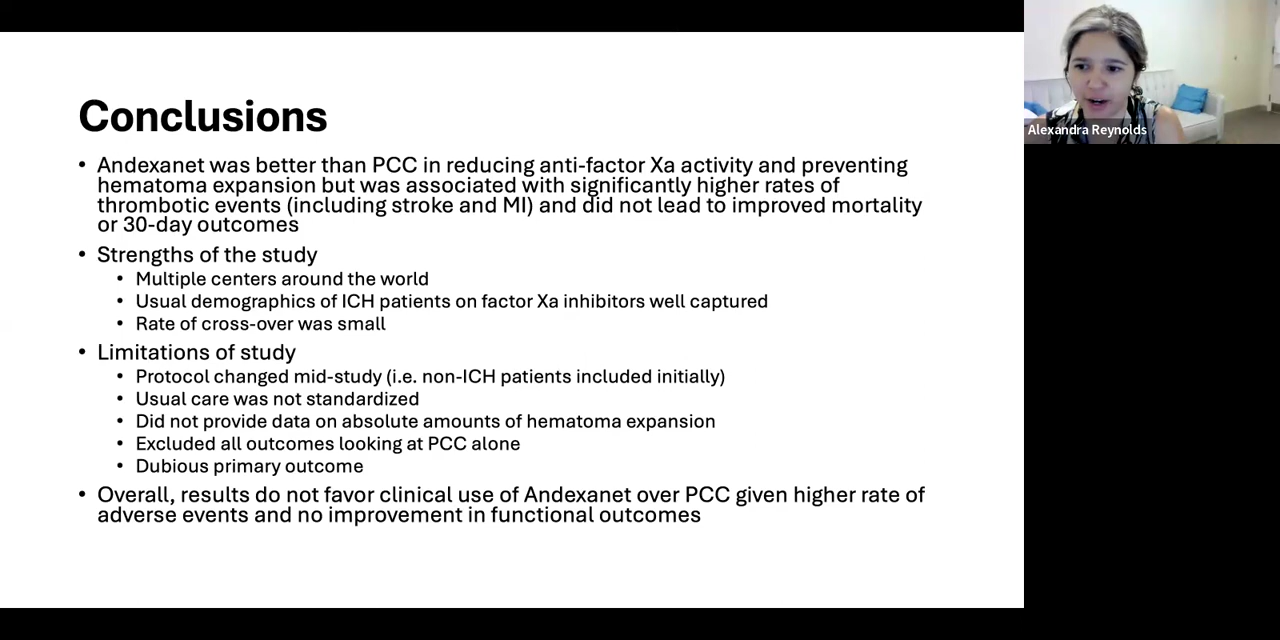 Conclusions
• Andexanet was better than PCC in reducing anti-factor Xa activity and preventing
hematoma expansion but was associated with significantly higher rates of
thrombotic events (including stroke and MI) and did not lead to improved mortality
or 30-day outcomes
• Strengths of the study
• Multiple centers around the world
• Usual demographics of ICH patients on factor Xa inhibitors well captured
• Rate of cross-over was small
• Limitations of study
• Protocol changed mid-study (i.e. non-ICH patients included initially)
• Usual care was not standardized
• Did not provide data on absolute amounts of hematoma expansion
• Excluded all outcomes looking at PCC alone
• Dubious primary outcome
• Overall, results do not favor clinical use of Andexanet over PCC given higher rate of
adverse events and no improvement in functional outcomes
Alexandra Reynolds